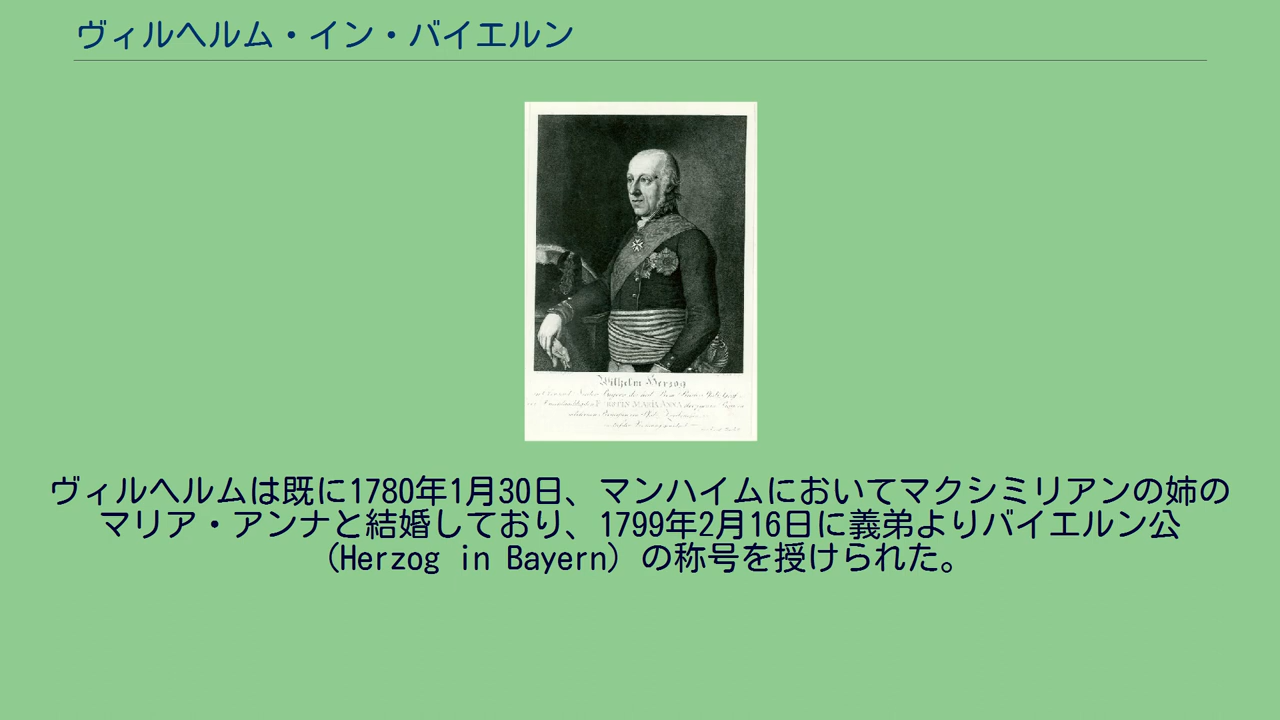 ヴィルヘルム・イン・バイエルン
Wilhelm Herzog
MARIA ANNA
ヴィルヘルムは既に1780年1月30日、マンハイムにおいてマクシミリアンの姉の
マリア・アンナと結婚しており、1799年2月16日に義弟よりバイエルン公
（Herzog in Bayern）の称号を授けられた。